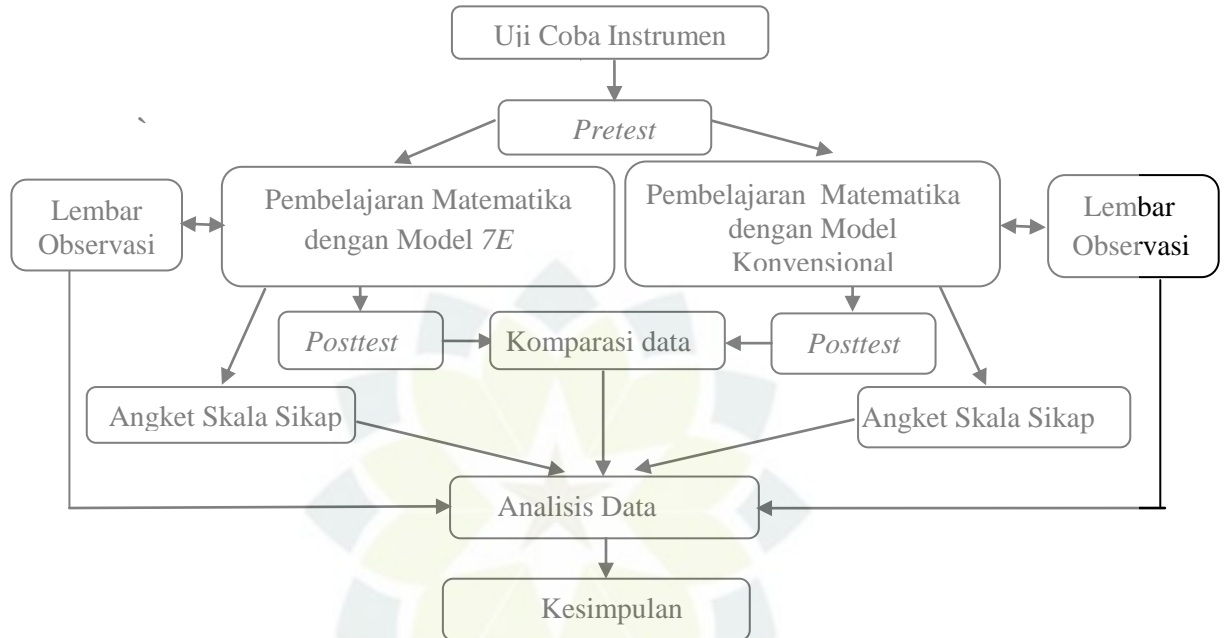 Uji Coba Instrumen
Pretest
Lembar
Observasi
Pembelajaran Matematika
dengan Model 7E
Pembelajaran Matematika
dengan Model
Konvensional
Lembar
Observasi
Posttest
Komparasi data
Posttest
Angket Skala Sikap
Angket Skala Sikap
Analisis Data
Kesimpulan